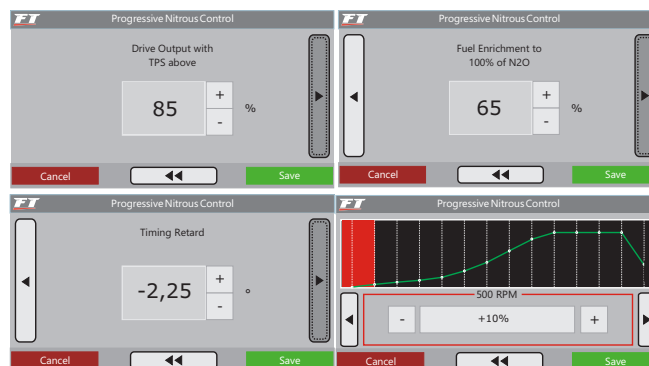 FT
Progressive Nitrous Control
Drive Output with
TPS above
85
+
-
%
Cancel
Save
FT
Progressive Nitrous Control
Fuel Enrichment to
100% of N2O
65
+
-
%
Cancel
Save
FT
Progressive Nitrous Control
Timing Retard
-2,25
+
-
°
Cancel
Save
FT
Progressive Nitrous Control
500 RPM
-
+10%
+
Cancel
Save